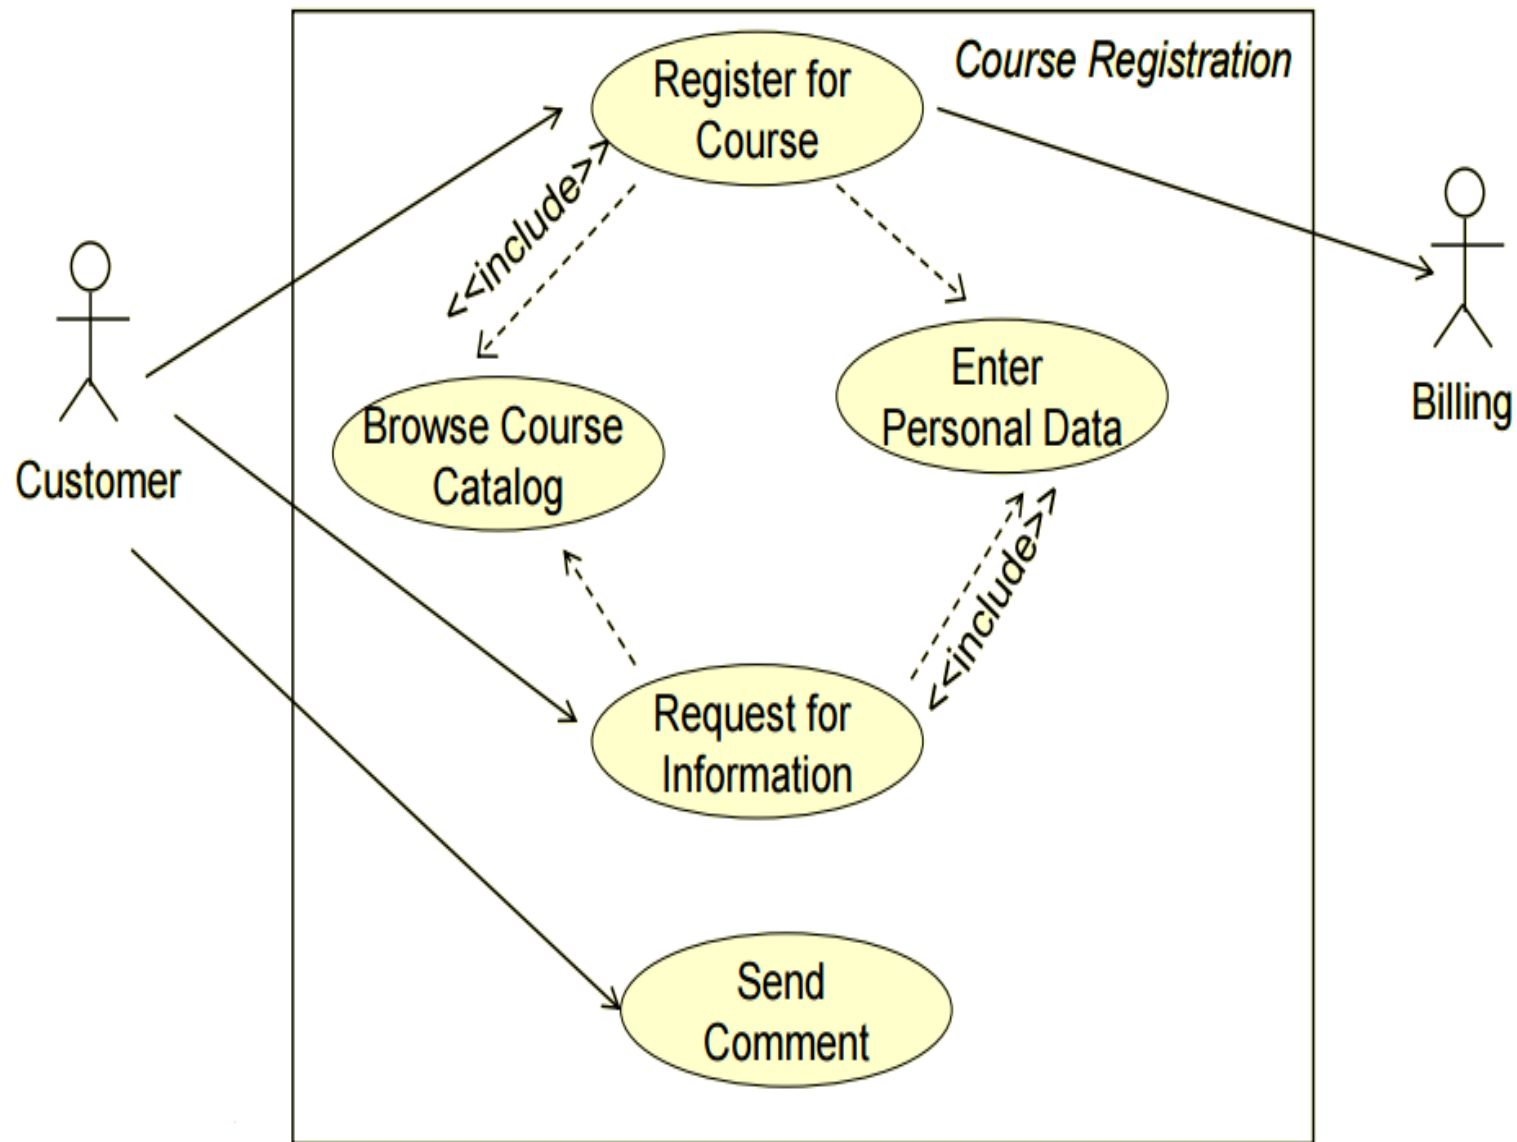 Course Registration
Register for
Course
<<include>>
Customer
Browse Course
Catalog
Enter
Personal Data
Billing
<<include>>
Request for
Information
Send
Comment